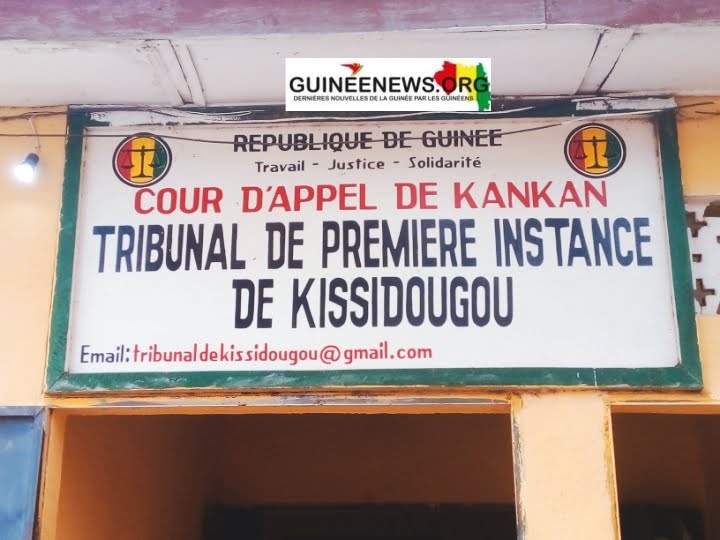 GUINÉENEWS.ORG
DERNIÈRES NOUVELLES DE LA GUINÉE PAR LES GUINÉENS
REPUBLIQUE DE GUINEE
Travail - Justice - Solidarité
COUR D'APPEL DE KANKAN
TRIBUNAL DE PREMIERE INSTANCE
DE KISSIDOUGOU
Email: tribunaldekissidougou@gmail.com